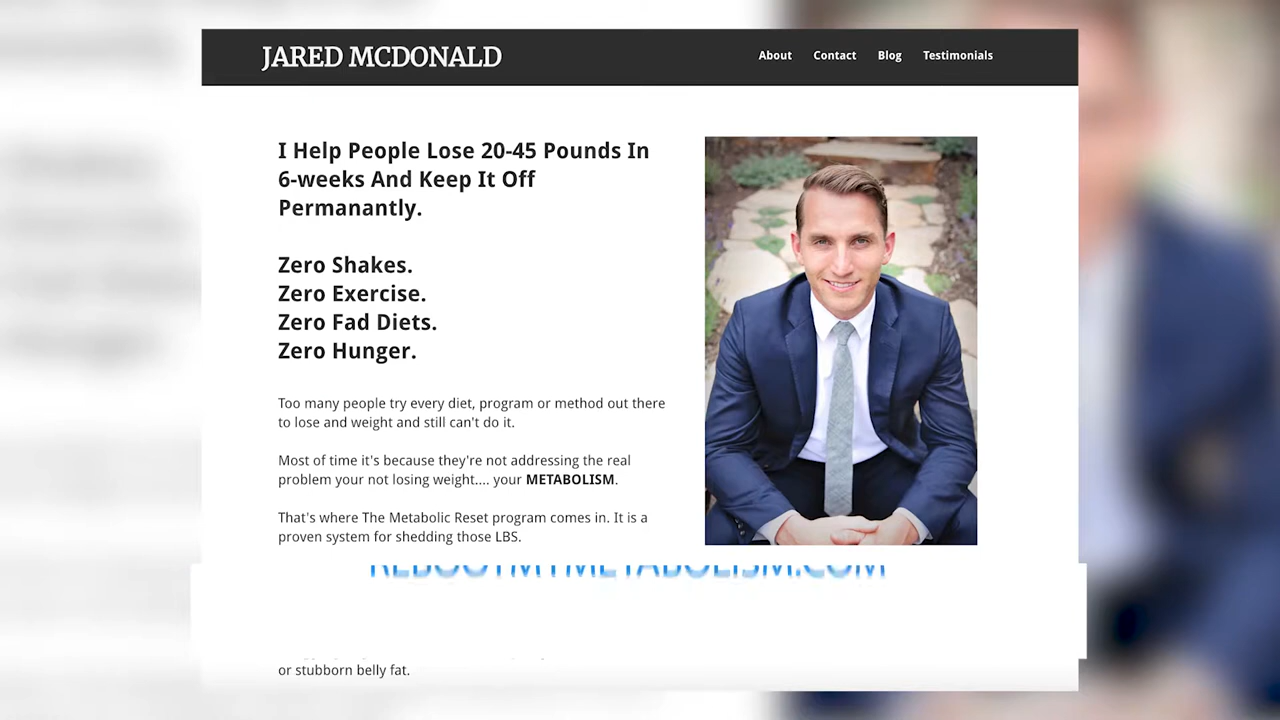 JARED MCDONALD
About Contact Blog Testimonials
I Help People Lose 20-45 Pounds In
6-weeks And Keep It Off
Permanantly.
Zero Shakes.
Zero Exercise.
Zero Fad Diets.
Zero Hunger.
Too many people try every diet, program or method out there
to lose and weight and still can't do it.
Most of time it's because they're not addressing the real
problem your not losing weight.... your METABOLISM.
That's where The Metabolic Reset program comes in. It is a
proven system for shedding those LBS.
REBOOTMYMETABOLISM.COM
or stubborn belly fat.